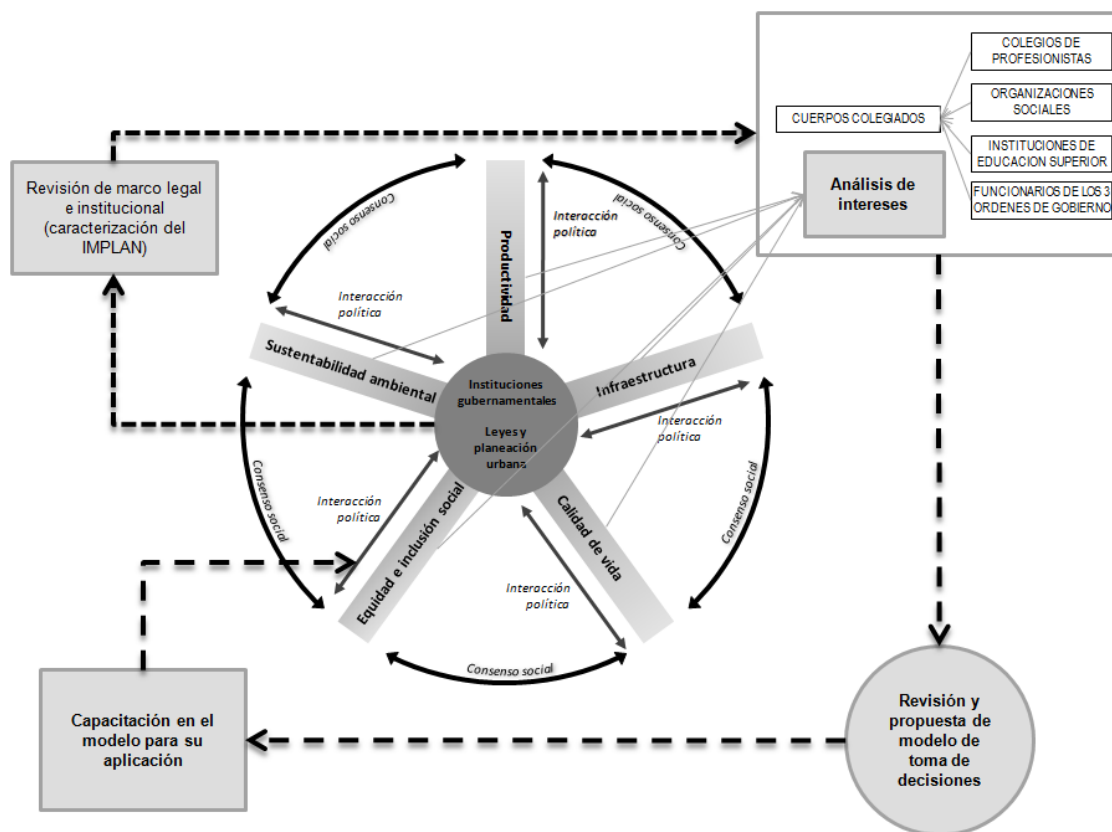 COLEGIOS DE
PROFESIONISTAS
ORGANIZACIONES
SOCIALES
CUERPOS COLEGIADOS
INSTITUCIONES DE
EDUCACION SUPERIOR
FUNCIONARIOS DE LOS 3
ORDENES DE GOBIERNO
Análisis de
intereses
Revisión de marco legal
e institucional
(caracterización del
IMPLAN)
Consenso social
Productividad
Interacción
política
Consenso social
Interacción
política
Sustentabilidad ambiental
Infraestructura
Instituciones
gubernamentales
Leyes y
planeación
urbana
Interacción
política
Consenso social
Interacción
política
Equidad e inclusión social
Calidad de vida
Consenso social
Interacción
política
Consenso social
Capacitación en el
modelo para su
aplicación
Revisión y
propuesta de
modelo de
toma de
decisiones